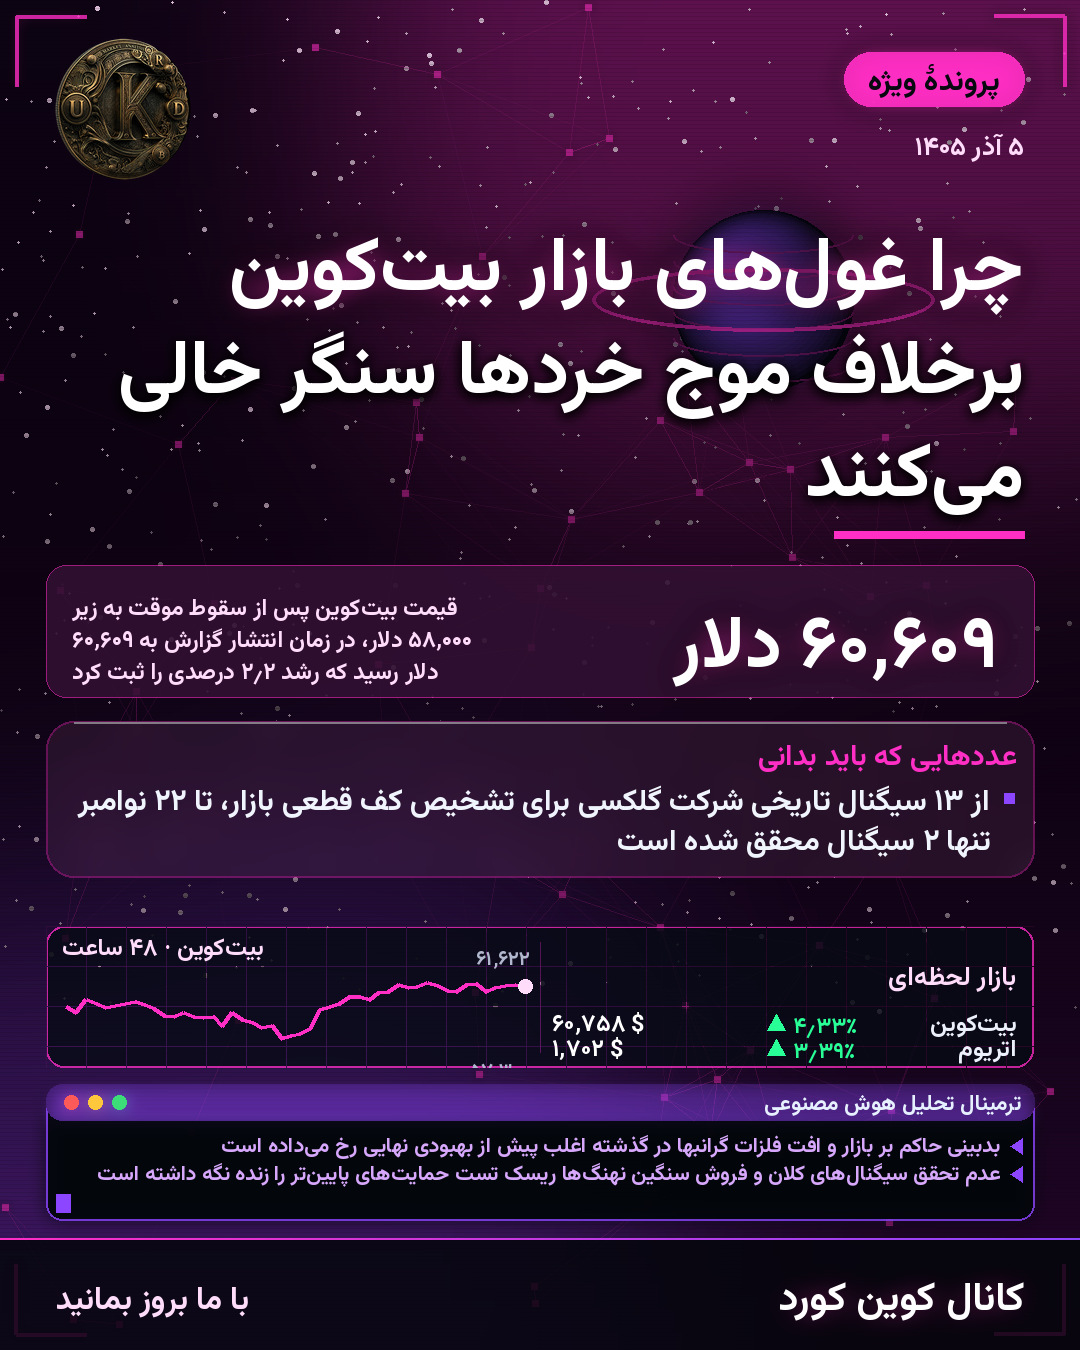 پروندهٔ ویژه
۵ آذر ۱۴۰۵
K
U
D
R
B
چرا غول‌های بازار بیت‌کوین
برخلاف موج خردها سنگر خالی
می‌کنند
۶۰,۶۰۹ دلار
قیمت بیت‌کوین پس از سقوط موقت به زیر
۵۸,۰۰۰ دلار، در زمان انتشار گزارش به ۶۰,۶۰۹
دلار رسید که رشد ۲٫۲ درصدی را ثبت کرد
عددهایی که باید بدانی
از ۱۳ سیگنال تاریخی شرکت گلکسی برای تشخیص کف قطعی بازار، تا ۲۲ نوامبر
تنها ۲ سیگنال محقق شده است
بیت‌کوین · ۴۸ ساعت
۶۱,۶۲۲
بازار لحظه‌ای
بیت‌کوین ▲ ۴٫۳۳٪ ۶۰,۷۵۸ $
اتریوم ▲ ۳٫۳۹٪ ۱,۷۰۲ $
ترمینال تحلیل هوش مصنوعی
بدبینی حاکم بر بازار و افت فلزات گرانبها در گذشته اغلب پیش از بهبودی نهایی رخ می‌داده است
عدم تحقق سیگنال‌های کلان و فروش سنگین نهنگ‌ها ریسک تست حمایت‌های پایین‌تر را زنده نگه داشته است
کانال کوین کورد
با ما بروز بمانید